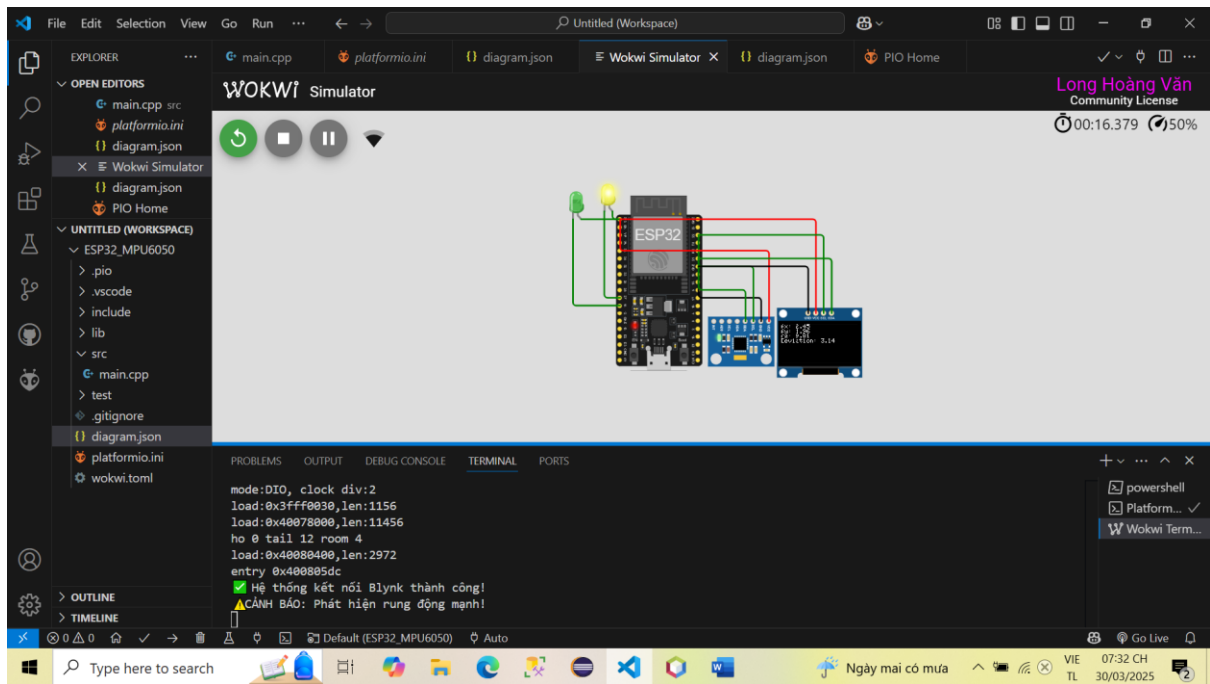 File Edit Selection View Go Run ··· Untitled (Workspace)
EXPLORER ···
main.cpp platformio.ini diagram.json Wokwi Simulator diagram.json PIO Home
OPEN EDITORS
main.cpp src
platformio.ini
diagram.json
Wokwi Simulator
diagram.json
PIO Home
UNTITLED (WORKSPACE)
ESP32_MPU6050
.pio
.vscode
include
lib
src
main.cpp
test
.gitignore
diagram.json
platformio.ini
wokwi.toml
OUTLINE
TIMELINE
WOKWi Simulator
Long Hoàng Văn
Community License
00:16.379 50%
ESP32
PROBLEMS OUTPUT DEBUG CONSOLE TERMINAL PORTS
mode:DIO, clock div:2
load:0x3fff0030,len:1156
load:0x40078000,len:11456
ho 0 tail 12 room 4
load:0x40080400,len:2972
entry 0x400805dc
✅ Hệ thống kết nối Blynk thành công!
⚠CẢNH BÁO: Phát hiện rung động mạnh!
powershell
Platform...
Wokwi Term...
0 0 Default (ESP32_MPU6050) Auto Go Live
Type here to search
Ngày mai có mưa
VIE
TL
07:32 CH
30/03/2025
2